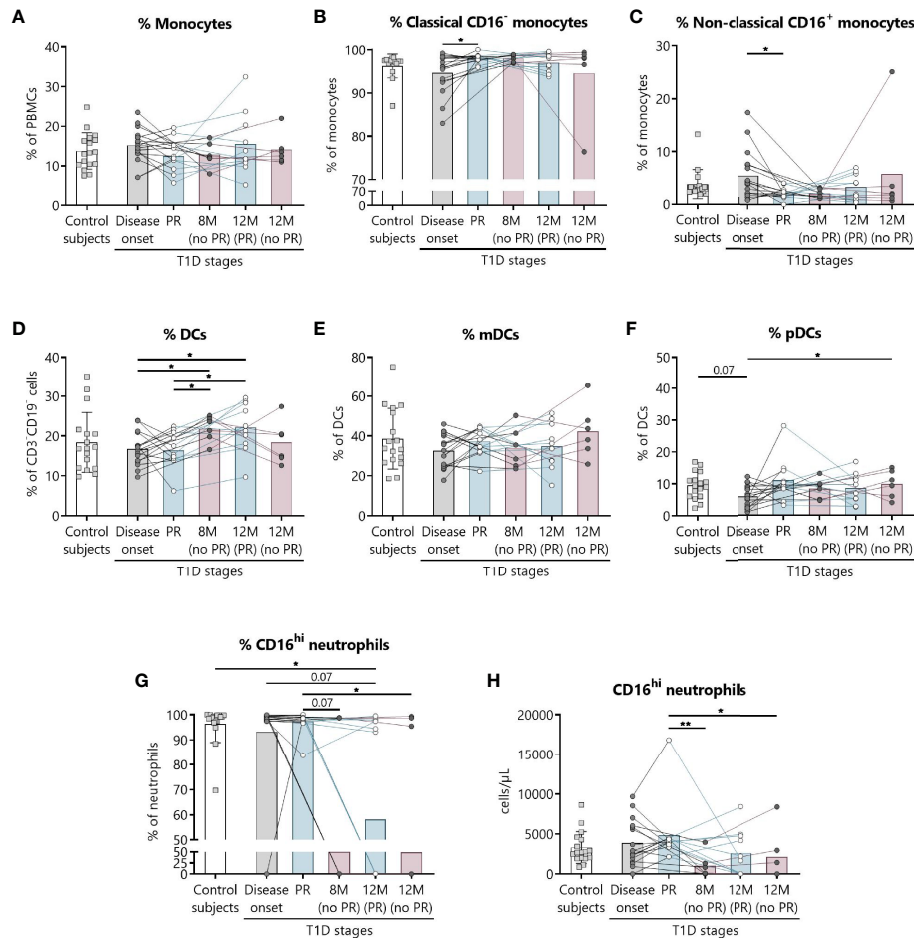 A
% Monocytes
% of PBMCs
40
30
20
10
0
Control subjects
Disease onset
PR
8M (no PR)
12M (PR)
12M (no PR)
T1D stages
B
% Classical CD16⁻ monocytes
% of monocytes
100
90
80
70
70
0
*
Control subjects
Disease onset
PR
8M (no PR)
12M (PR)
12M (no PR)
T1D stages
C
% Non-classical CD16⁺ monocytes
% of monocytes
30
20
10
0
*
Control subjects
Disease onset
PR
8M (no PR)
12M (PR)
12M (no PR)
T1D stages
D
% DCs
% of CD3⁻CD19⁻ cells
40
30
20
10
0
*
*
*
*
Control subjects
Disease onset
PR
8M (no PR)
12M (PR)
12M (no PR)
T1D stages
E
% mDCs
% of DCs
80
60
40
20
0
Control subjects
Disease onset
PR
8M (no PR)
12M (PR)
12M (no PR)
T1D stages
F
% pDCs
% of DCs
50
40
30
20
10
0
0.07
*
Control subjects
Disease onset
PR
8M (no PR)
12M (PR)
12M (no PR)
T1D stages
G
% CD16ʰⁱ neutrophils
% of neutrophils
100
90
80
70
60
50
50
25
0
*
0.07
*
0.07
Control subjects
Disease onset
PR
8M (no PR)
12M (PR)
12M (no PR)
T1D stages
H
CD16ʰⁱ neutrophils
cells/µL
20000
15000
10000
5000
0
*
**
Control subjects
Disease onset
PR
8M (no PR)
12M (PR)
12M (no PR)
T1D stages